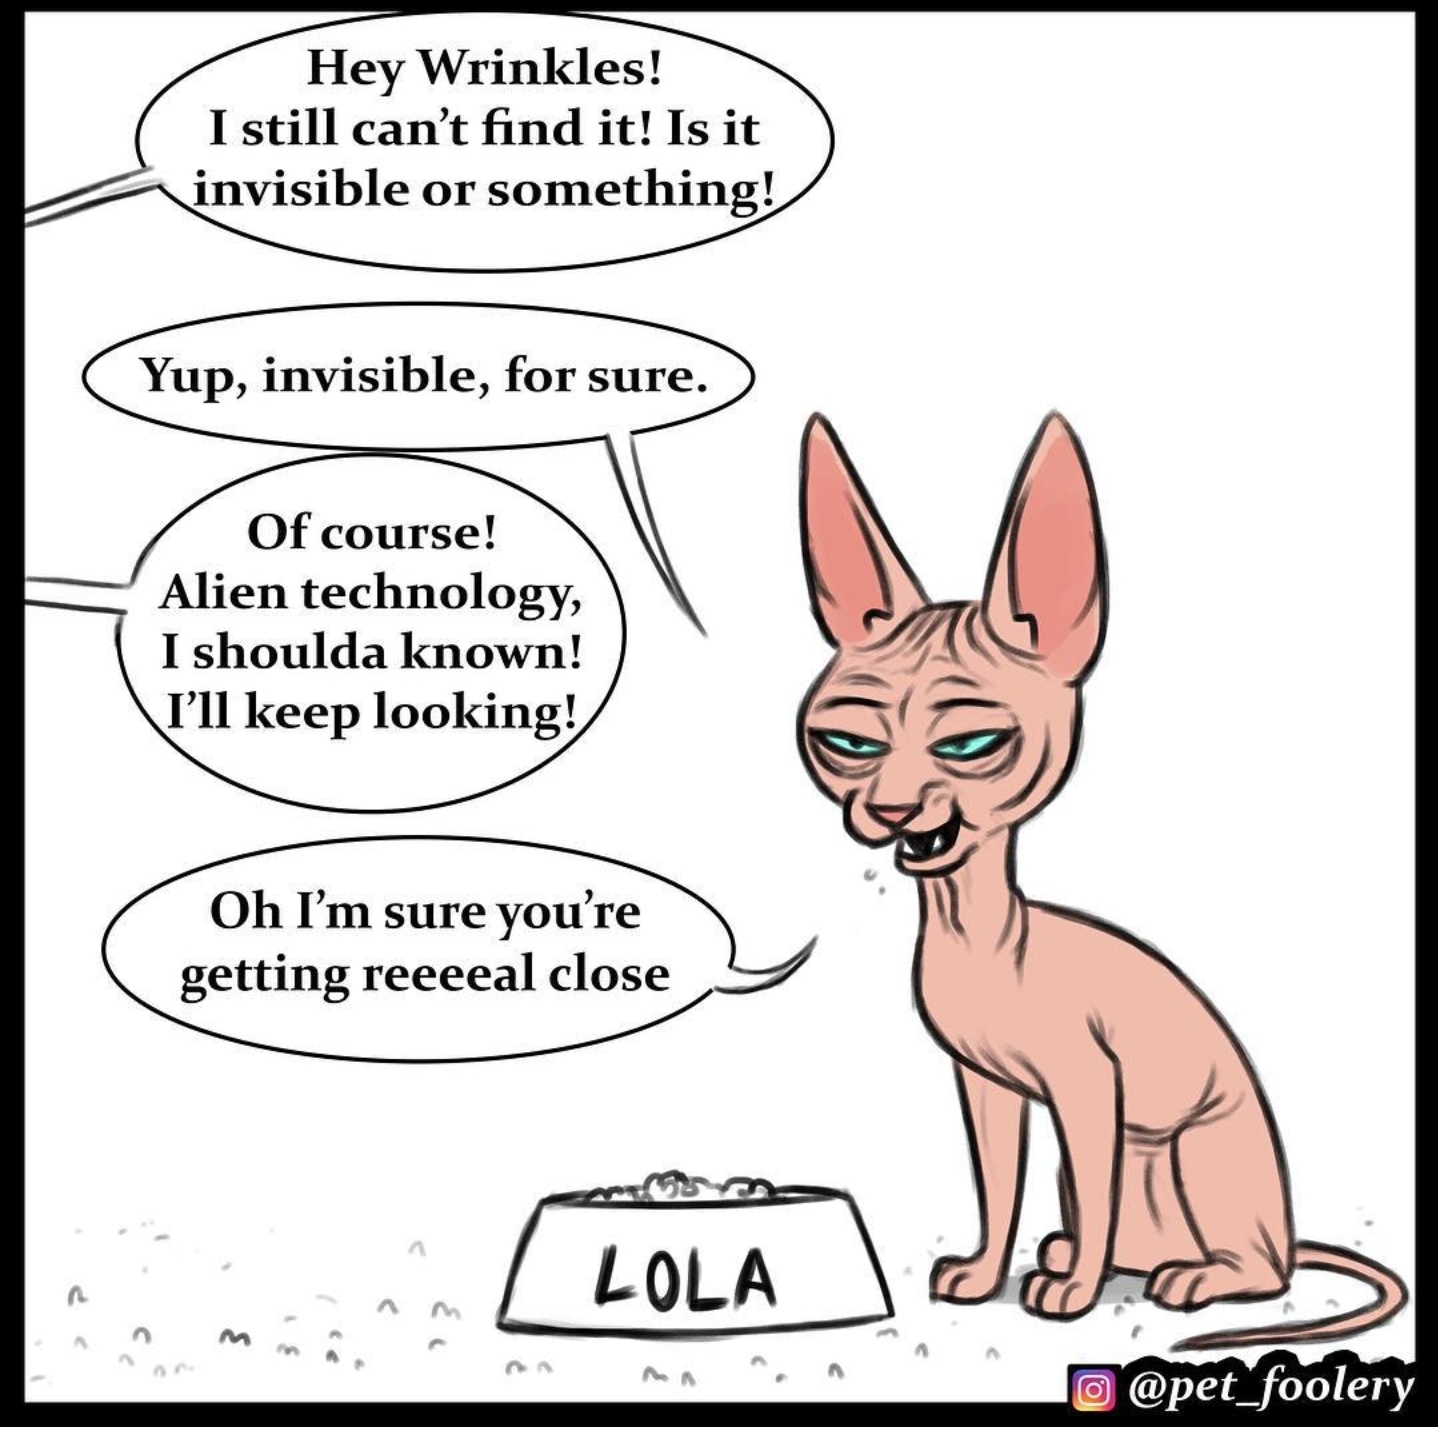 Hey Wrinkles!
I still can't find it! Is it
invisible or something!
Yup, invisible, for sure.
Of course!
Alien technology,
I shoulda known!
I'll keep looking!
Oh I'm sure you're
getting reeeeal close
LOLA
@pet_foolery